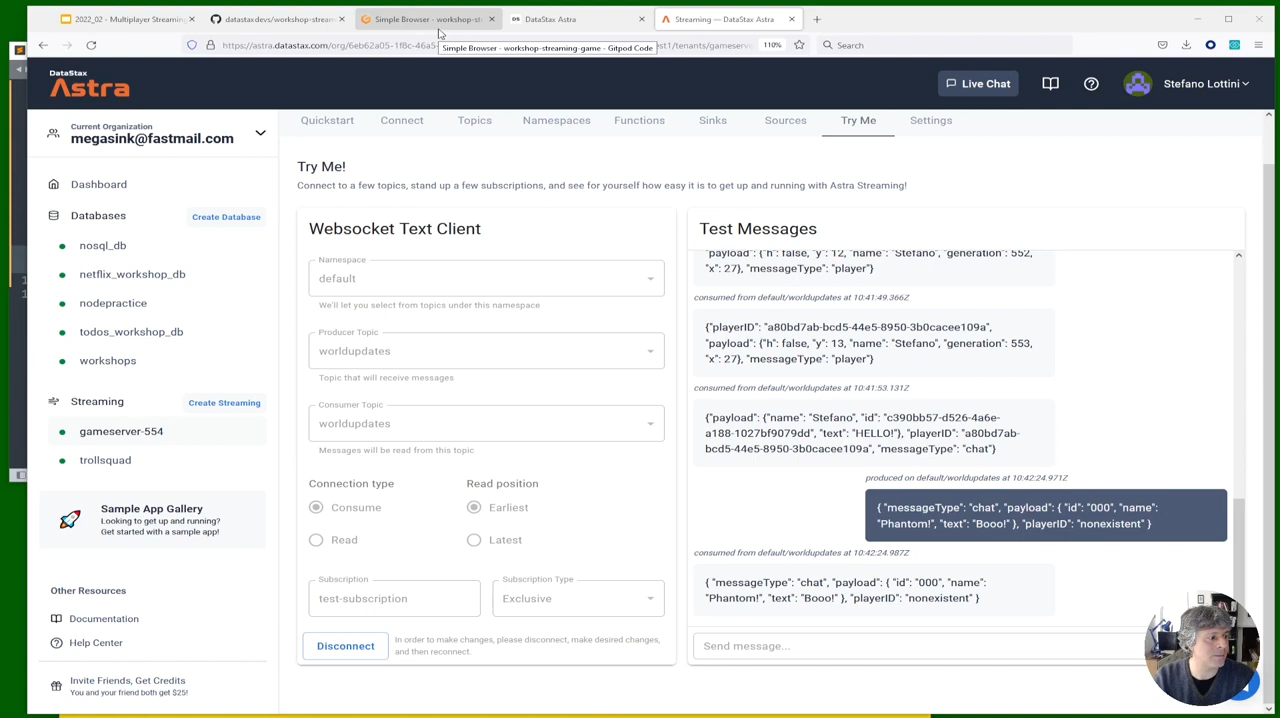 2022_02 - Multiplayer Streaming
datastaxdevs/workshop-stream
Simple Browser - workshop-st
DataStax Astra
Streaming — DataStax Astra
https://astra.datastax.com/org/6eb62a05-1f8c-46a5-
est1/tenants/gameserv
110%
Search
Simple Browser - workshop-streaming-game - Gitpod Code
DataStax
Astra
Live Chat
Stefano Lottini
Current Organization
megasink@fastmail.com
Dashboard
Databases
Create Database
nosql_db
netflix_workshop_db
nodepractice
todos_workshop_db
workshops
Streaming
Create Streaming
gameserver-554
trollsquad
Sample App Gallery
Looking to get up and running?
Get started with a sample app!
Other Resources
Documentation
Help Center
Invite Friends, Get Credits
You and your friend both get $25!
Quickstart
Connect
Topics
Namespaces
Functions
Sinks
Sources
Try Me
Settings
Try Me!
Connect to a few topics, stand up a few subscriptions, and see for yourself how easy it is to get up and running with Astra Streaming!
Websocket Text Client
Namespace
default
We'll let you select from topics under this namespace
Producer Topic
worldupdates
Topic that will receive messages
Consumer Topic
worldupdates
Messages will be read from this topic
Connection type
Read position
Consume
Earliest
Read
Latest
Subscription
test-subscription
Subscription Type
Exclusive
Disconnect
In order to make changes, please disconnect, make desired changes,
and then reconnect.
Test Messages
{"payload": {"h": false, "y": 12, "name": "Stefano", "generation": 552,
"x": 27}, "messageType": "player"}
consumed from default/worldupdates at 10:41:49.366Z
{"playerID": "a80bd7ab-bcd5-44e5-8950-3b0cacee109a",
"payload": {"h": false, "y": 13, "name": "Stefano", "generation": 553,
"x": 27}, "messageType": "player"}
consumed from default/worldupdates at 10:41:53.131Z
{"payload": {"name": "Stefano", "id": "c390bb57-d526-4a6e-
a188-1027bf9079dd", "text": "HELLO!"}, "playerID": "a80bd7ab-
bcd5-44e5-8950-3b0cacee109a", "messageType": "chat"}
produced on default/worldupdates at 10:42:24.971Z
{ "messageType": "chat", "payload": { "id": "000", "name":
"Phantom!", "text": "Booo!" }, "playerID": "nonexistent" }
consumed from default/worldupdates at 10:42:24.987Z
{ "messageType": "chat", "payload": { "id": "000", "name":
"Phantom!", "text": "Booo!" }, "playerID": "nonexistent" }
Send message...